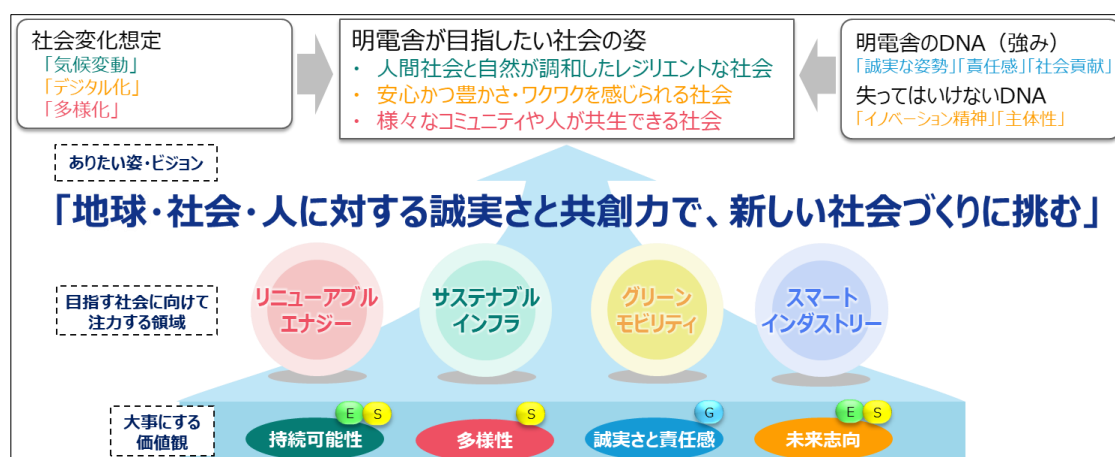 社会変化想定
「気候変動」
「デジタル化」
「多様化」
明電舎が目指したい社会の姿
・ 人間社会と自然が調和したレジリエントな社会
・ 安心かつ豊かさ・ワクワクを感じられる社会
・ 様々なコミュニティや人が共生できる社会
明電舎のDNA（強み）
「誠実な姿勢」「責任感」「社会貢献」
失ってはいけないDNA
「イノベーション精神」「主体性」
ありたい姿・ビジョン
「地球・社会・人に対する誠実さと共創力で、新しい社会づくりに挑む」
目指す社会に向けて
注力する領域
リニューアブル
エナジー
サステナブル
インフラ
グリーン
モビリティ
スマート
インダストリー
大事にする
価値観
E S
持続可能性
S
多様性
G
誠実さと責任感
E S
未来志向